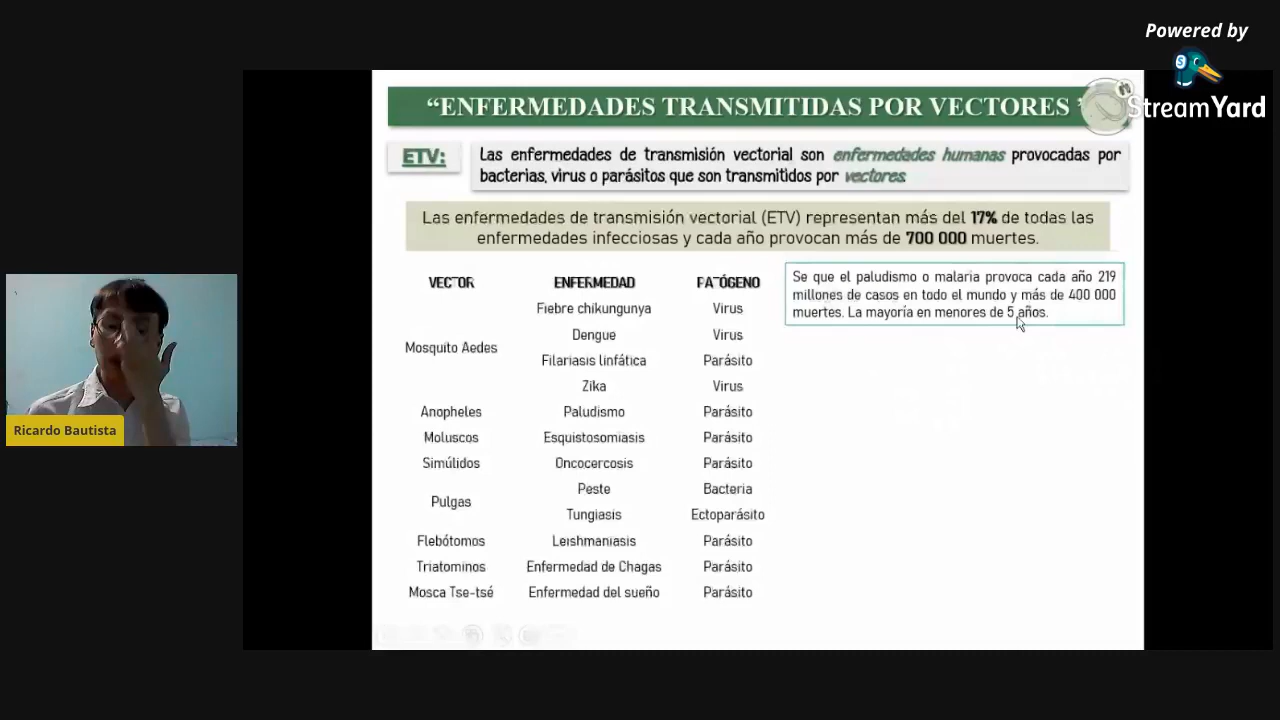 Powered by
StreamYard
“ENFERMEDADES TRANSMITIDAS POR VECTORES ”
ETV:
Las enfermedades de transmisión vectorial son enfermedades humanas provocadas por
bacterias, virus o parásitos que son transmitidos por vectores.
Las enfermedades de transmisión vectorial (ETV) representan más del 17% de todas las
enfermedades infecciosas y cada año provocan más de 700 000 muertes.
VECTOR ENFERMEDAD PATÓGENO
Fiebre chikungunya Virus
Dengue Virus
Mosquito Aedes
Filariasis linfática Parásito
Zika Virus
Anopheles Paludismo Parásito
Moluscos Esquistosomiasis Parásito
Simúlidos Oncocercosis Parásito
Peste Bacteria
Pulgas
Tungiasis Ectoparásito
Flebótomos Leishmaniasis Parásito
Triatominos Enfermedad de Chagas Parásito
Mosca Tse-tsé Enfermedad del sueño Parásito
Se que el paludismo o malaria provoca cada año 219
millones de casos en todo el mundo y más de 400 000
muertes. La mayoría en menores de 5 años.
Ricardo Bautista